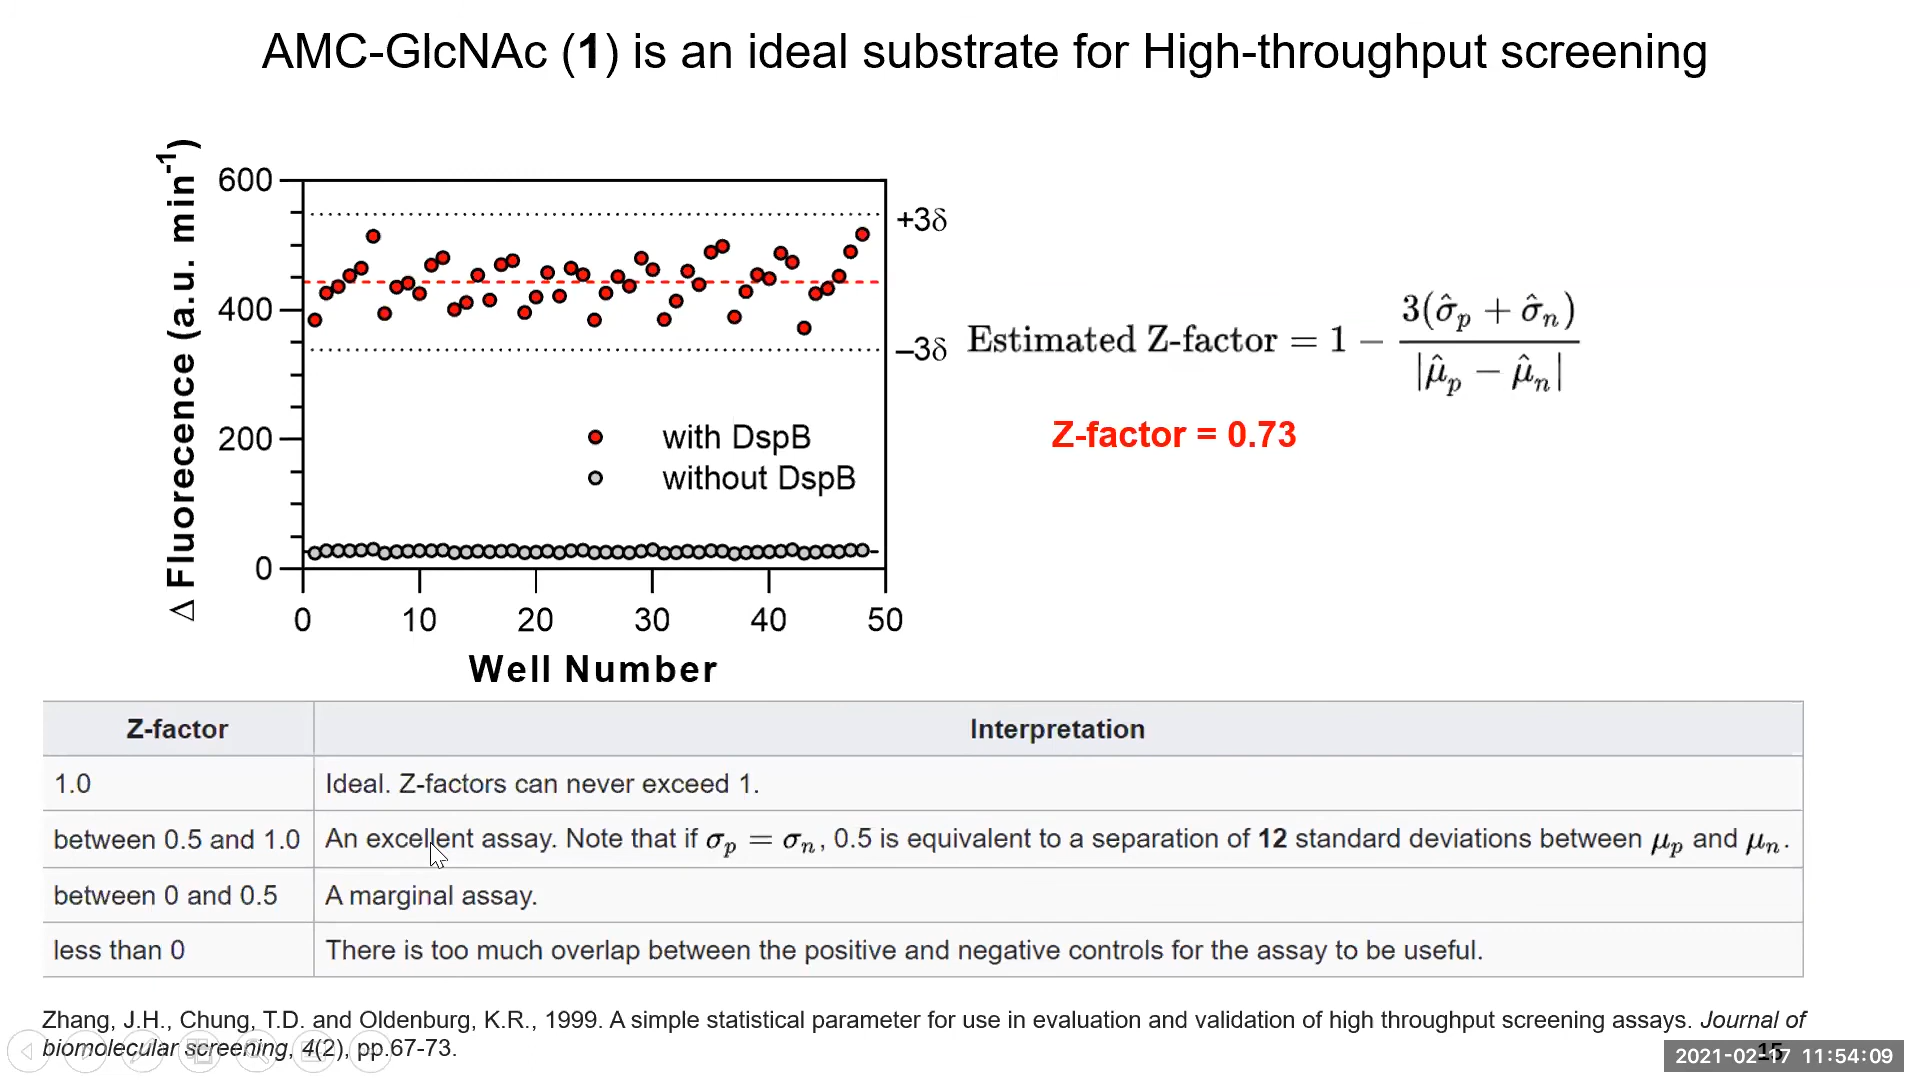 AMC-GlcNAc (1) is an ideal substrate for High-throughput screening
Δ Fluorecence (a.u. min⁻¹)
600
400
200
0
+3δ
–3δ
with DspB
without DspB
0 10 20 30 40 50
Well Number
Estimated Z-factor = 1 − 3(σ̂p + σ̂n) / |μ̂p − μ̂n|
Z-factor = 0.73
Z-factor Interpretation
1.0 Ideal. Z-factors can never exceed 1.
between 0.5 and 1.0 An excellent assay. Note that if σp = σn, 0.5 is equivalent to a separation of 12 standard deviations between μp and μn.
between 0 and 0.5 A marginal assay.
less than 0 There is too much overlap between the positive and negative controls for the assay to be useful.
Zhang, J.H., Chung, T.D. and Oldenburg, K.R., 1999. A simple statistical parameter for use in evaluation and validation of high throughput screening assays. Journal of
biomolecular screening, 4(2), pp.67-73.
15
2021-02-17 11:54:09